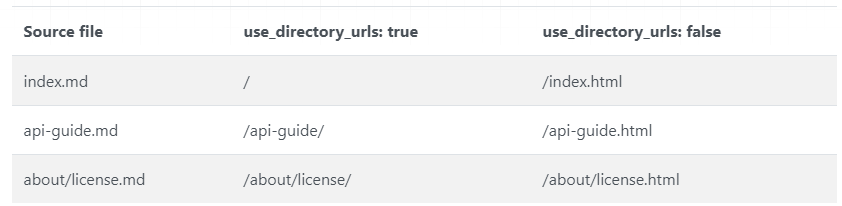 Source file use_directory_urls: true use_directory_urls: false
index.md / /index.html
api-guide.md /api-guide/ /api-guide.html
about/license.md /about/license/ /about/license.html